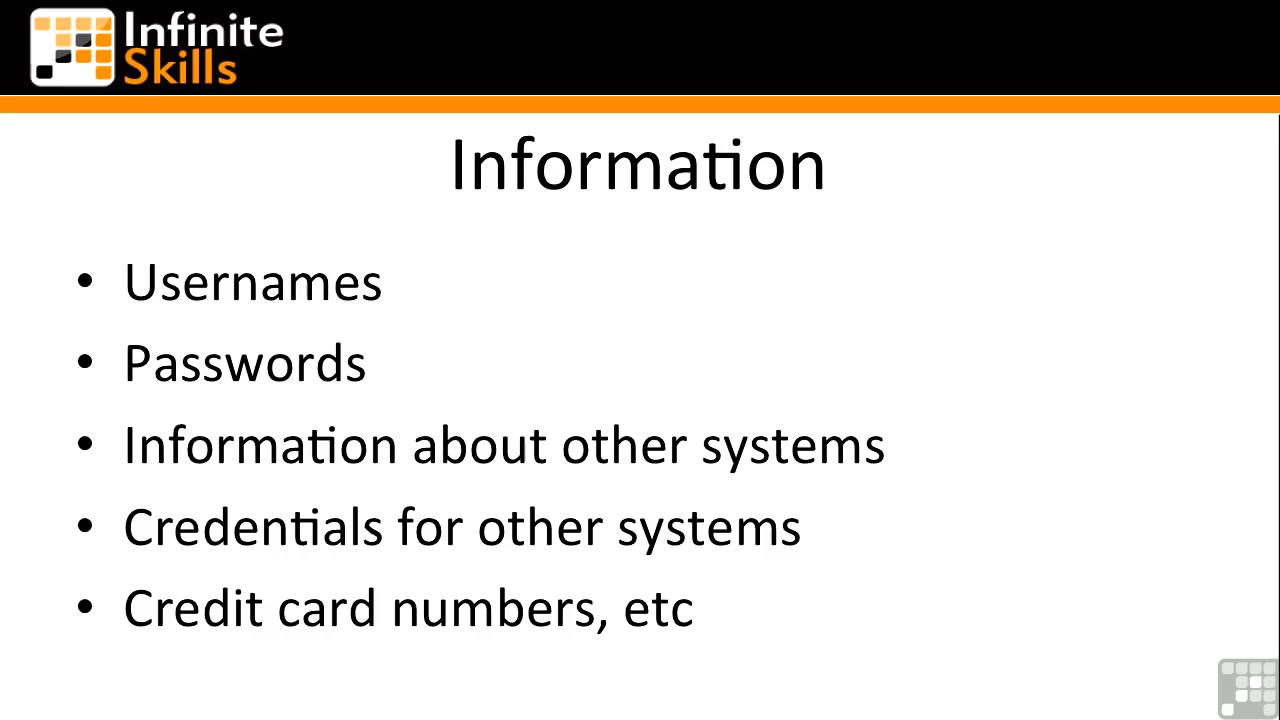 Infinite
Skills
Information
• Usernames
• Passwords
• Information about other systems
• Credentials for other systems
• Credit card numbers, etc